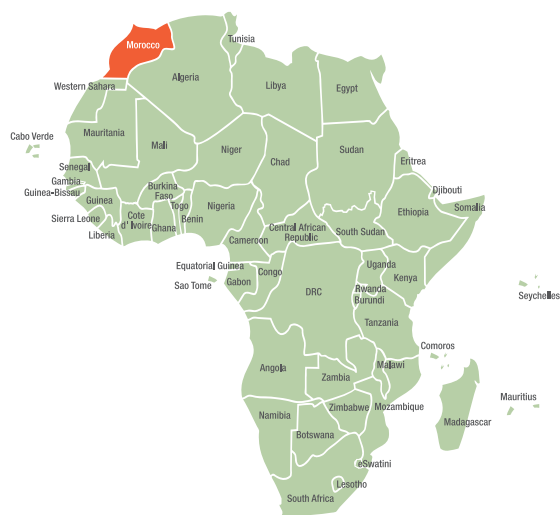 Morocco
Tunisia
Algeria
Libya
Egypt
Western Sahara
Mauritania
Mali
Niger
Chad
Sudan
Eritrea
Cabo Verde
Senegal
Gambia
Guinea-Bissau
Guinea
Sierra Leone
Liberia
Cote
d' Ivoire
Burkina
Faso
Ghana
Togo
Benin
Nigeria
Cameroon
Central African
Republic
South Sudan
Ethiopia
Djibouti
Somalia
Equatorial Guinea
Sao Tome
Gabon
Congo
DRC
Uganda
Kenya
Rwanda
Burundi
Tanzania
Seychelles
Comoros
Angola
Zambia
Malawi
Mozambique
Zimbabwe
Namibia
Botswana
Madagascar
Mauritius
eSwatini
Lesotho
South Africa